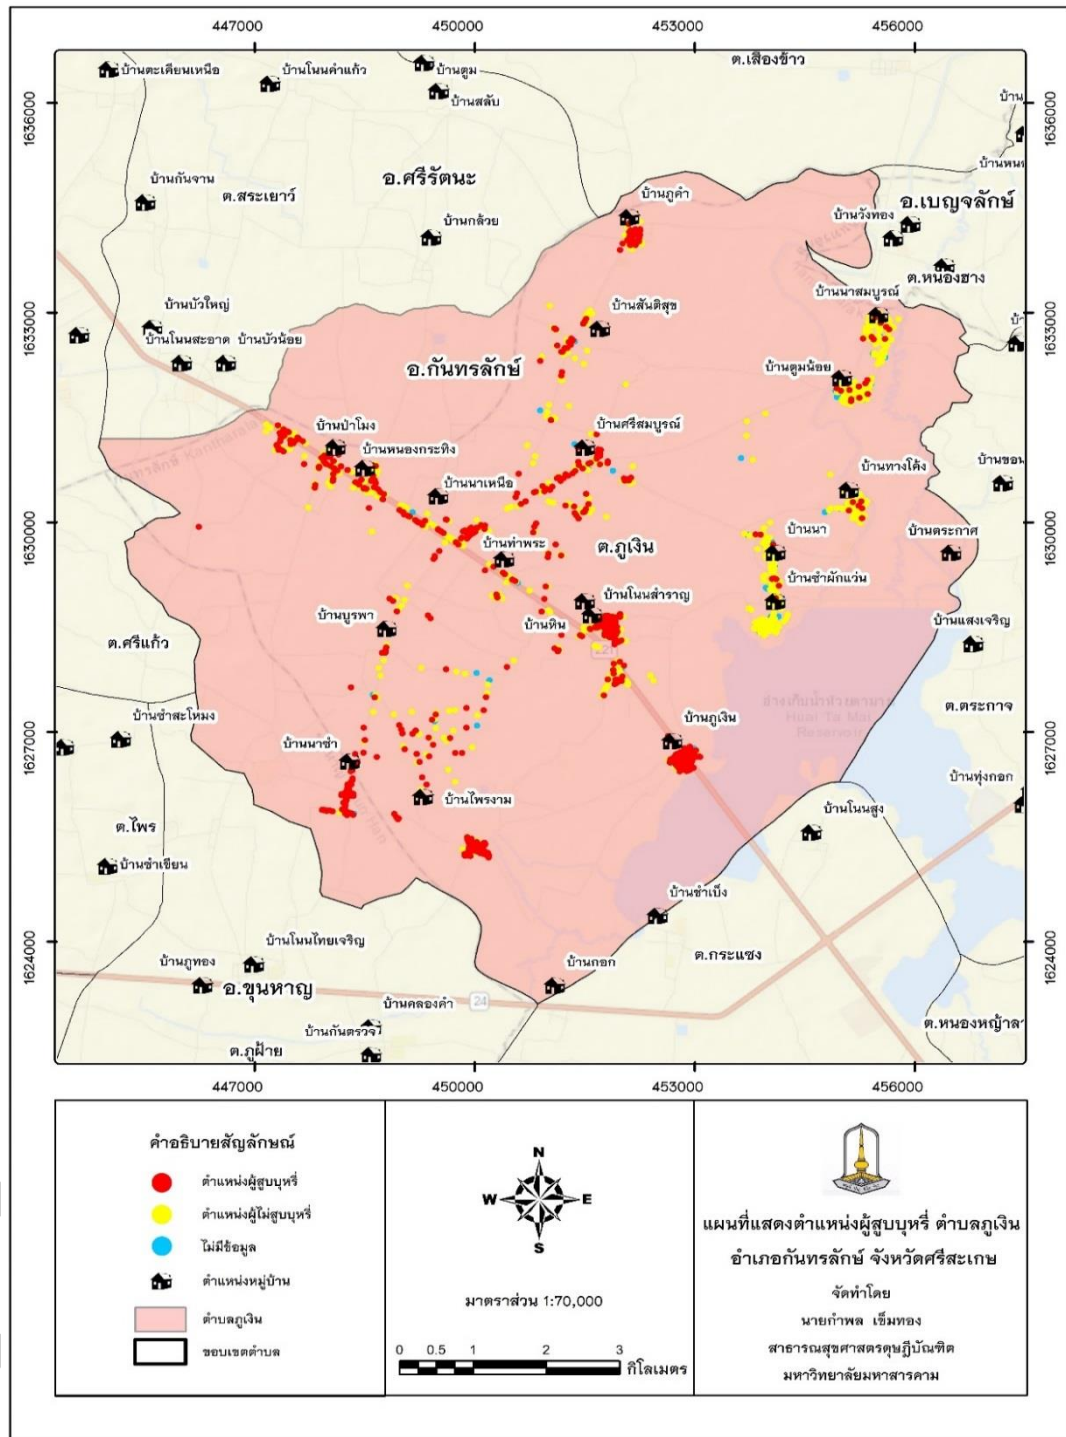 447000 450000 453000 456000
ต.เสื่องข้าว
บ้านตะเคียนเหนือ บ้านโนนคำแก้ว บ้านตูม
บ้านสลับ
1636000 1636000
บ้าน
บ้านกันจาน
ต.สระเยาว์
อ.ศรีรัตนะ
บ้านภูคำ
อ.เบญจลักษ์
บ้านกล้วย
บ้านวังทอง
ต.หนองฮาง
บ้านนาสมบูรณ์
บ้านบัวใหญ่
บ้านสันติสุข
1633000 1633000
บ้านโนนสะอาด บ้านบัวน้อย
อ.กันทรลักษ์
บ้านตูมน้อย
บ้านป่าโมง
บ้านศรีสมบูรณ์
บ้านหนองกระทิง
บ้านทางโค้ง
บ้านนาเหนือ
1630000 1630000
บ้านนา
บ้านตระกาศ
บ้านท่าพระ
ต.ภูเงิน
บ้านซำผักแว่น
บ้านโนนสำราญ
บ้านบูรพา
บ้านหิน
บ้านแสงเจริญ
ต.ศรีแก้ว
221
อ่างเก็บน้ำห้วยตามาย
Huai Ta Mai
Reservoir
ต.ตระกาจ
บ้านซำสะโหมง
บ้านภูเงิน
1627000 1627000
บ้านนาซำ
บ้านทุ่งกอก
บ้านไพรงาม
บ้านโนนสูง
ต.ไพร
บ้านซำเขียน
บ้านซำเบ็ง
1624000 1624000
บ้านโนนไทยเจริญ
ต.กระแชง
บ้านภูทอง
บ้านกอก
อ.ขุนหาญ
24
บ้านคลองคำ
บ้านกันตรวจ
ต.ภูฝ้าย
447000 450000 453000 456000
คำอธิบายสัญลักษณ์
ตำแหน่งผู้สูบบุหรี่
ตำแหน่งผู้ไม่สูบบุหรี่
ไม่มีข้อมูล
ตำแหน่งหมู่บ้าน
ตำบลภูเงิน
ขอบเขตตำบล
N
W E
S
มาตราส่วน 1:70,000
0 0.5 1 2 3
กิโลเมตร
แผนที่แสดงตำแหน่งผู้สูบบุหรี่ ตำบลภูเงิน
อำเภอกันทรลักษ์ จังหวัดศรีสะเกษ
จัดทำโดย
นายกำพล เข็มทอง
สาธารณสุขศาสตรดุษฎีบัณฑิต
มหาวิทยาลัยมหาสารคาม